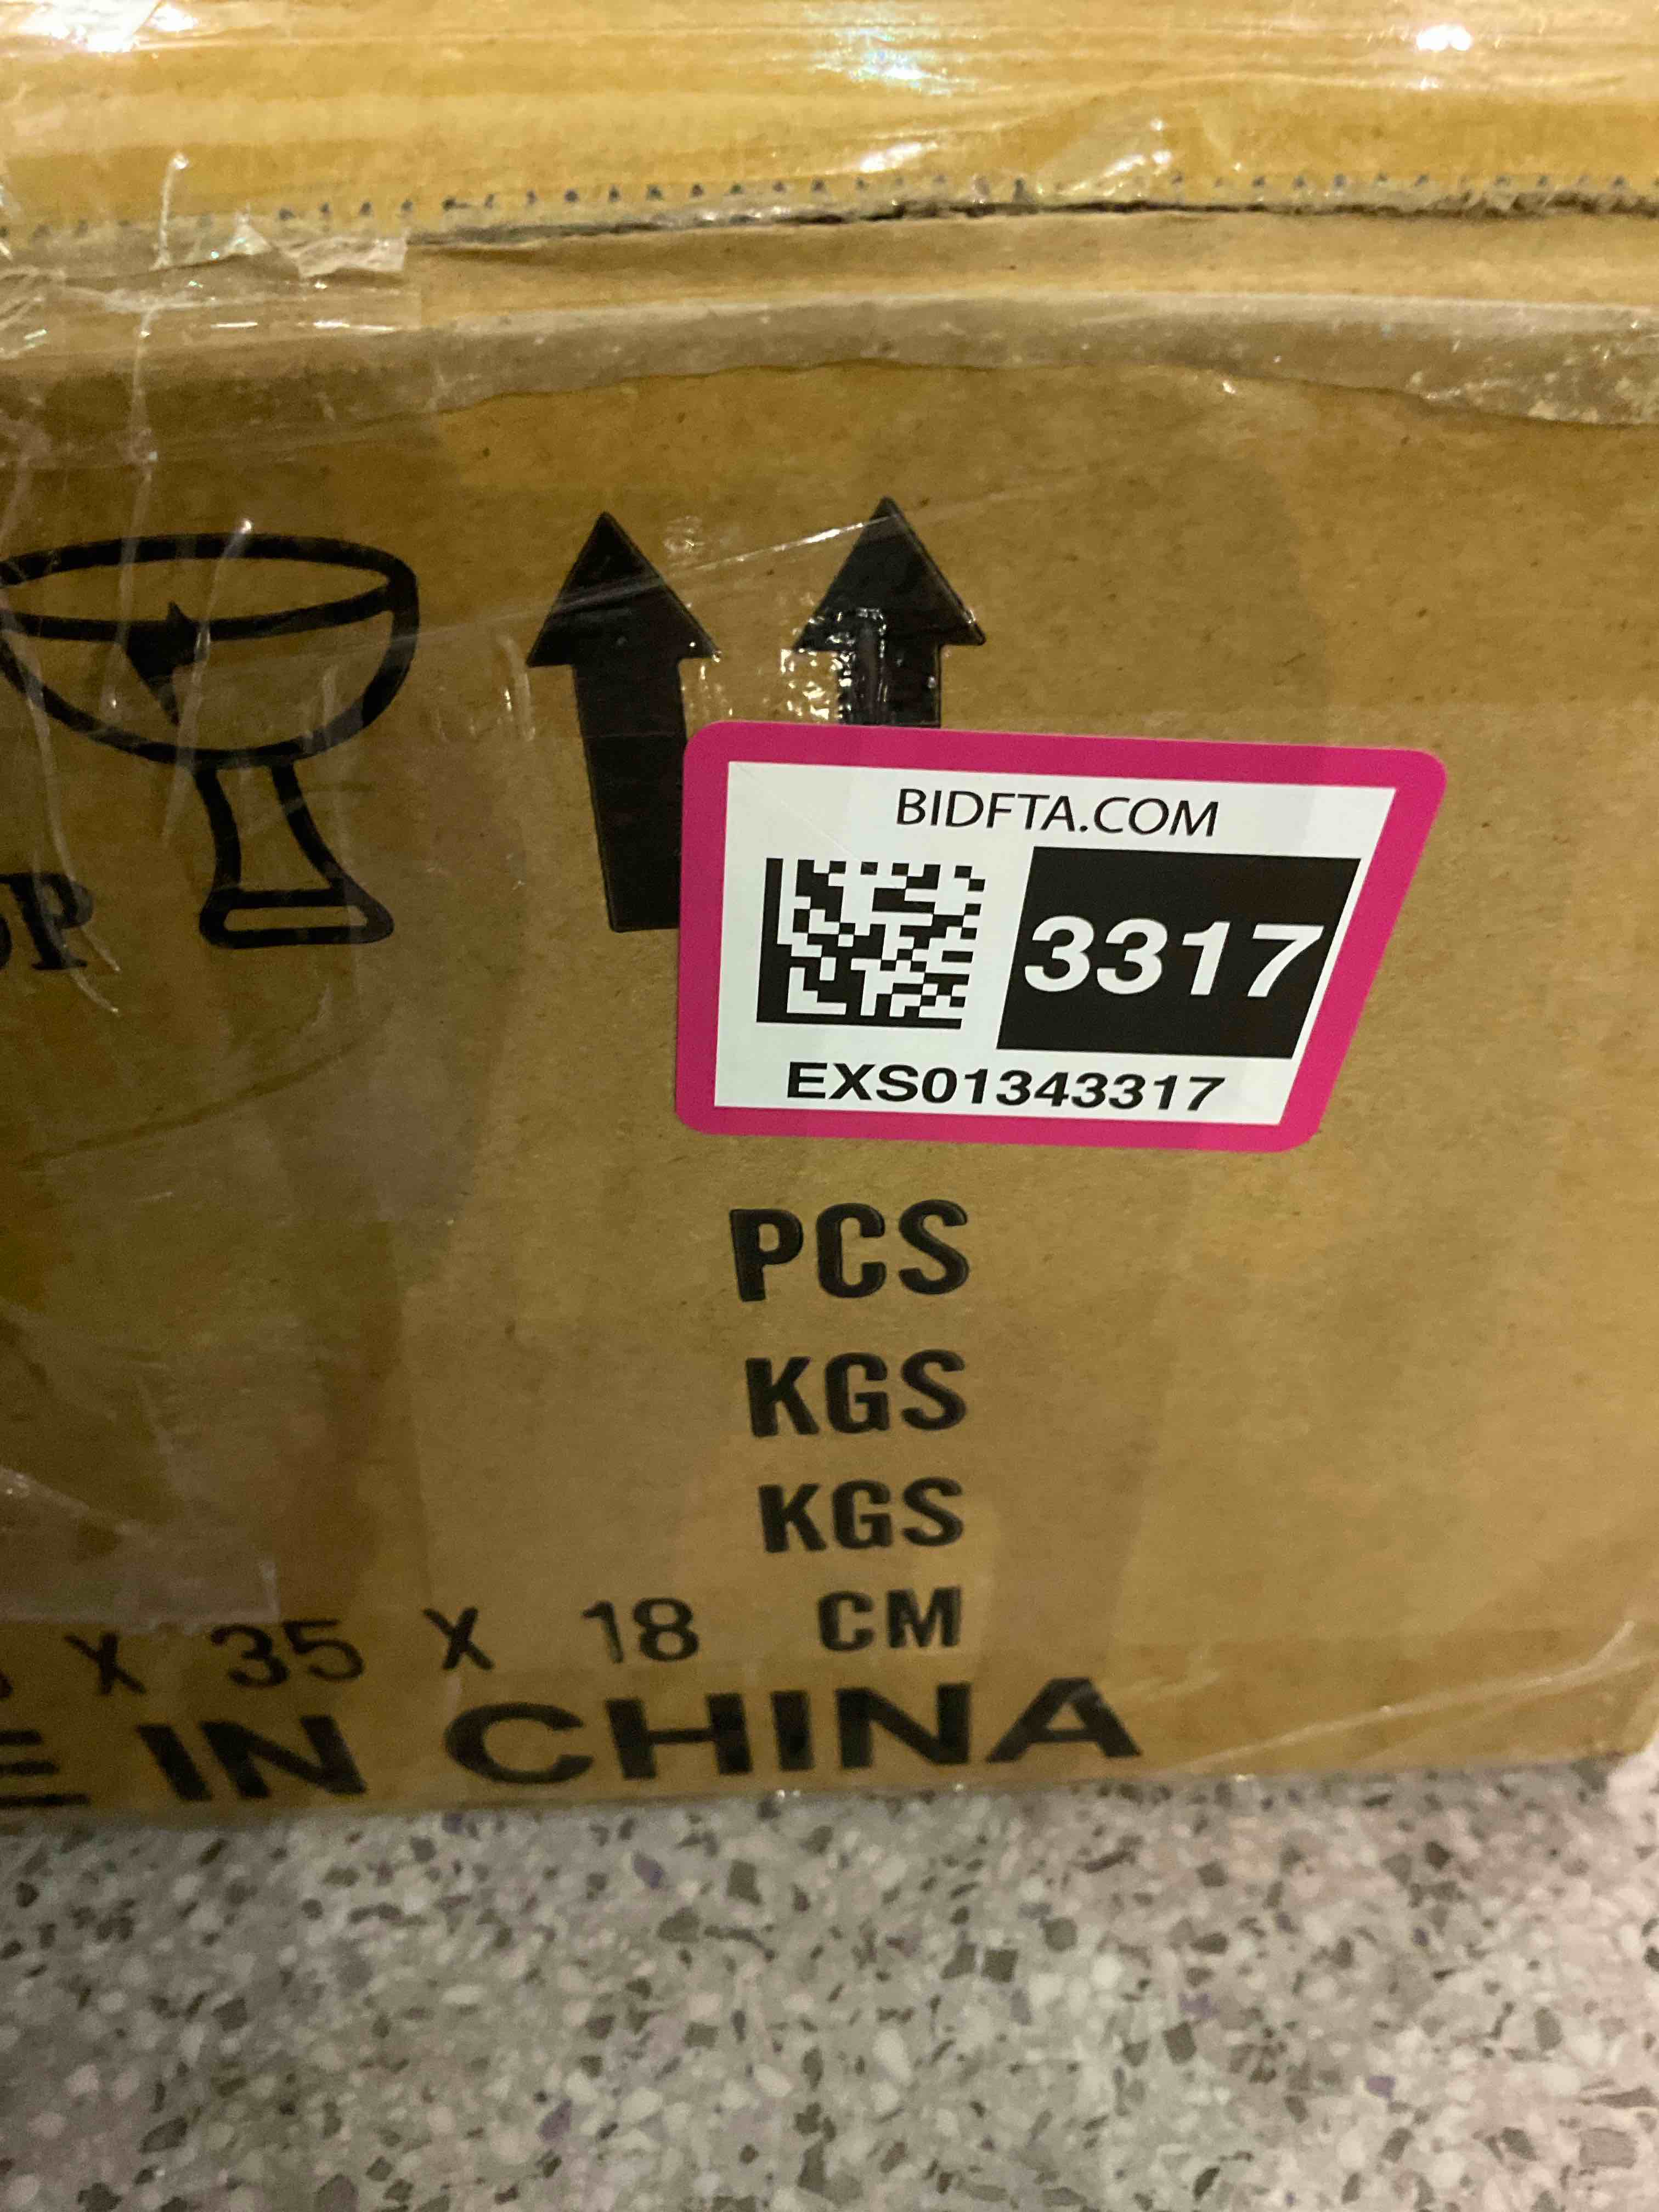 BIDFTA.COM
3317
EXS01343317
PCS
KGS
KGS
X 35 X 18 CM
IN CHINA